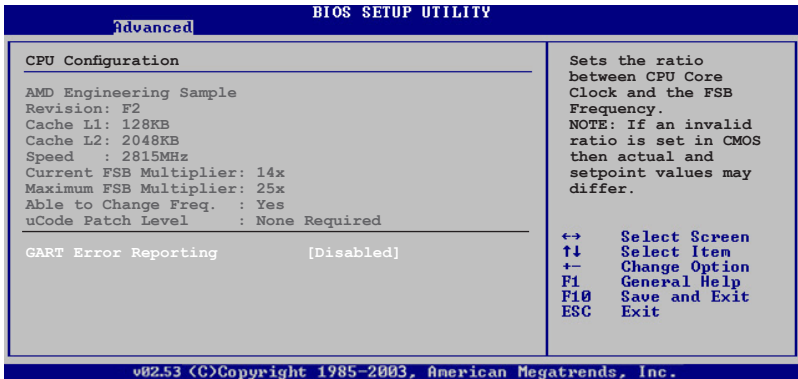 BIOS SETUP UTILITY
Advanced
CPU Configuration
AMD Engineering Sample
Revision: F2
Cache L1: 128KB
Cache L2: 2048KB
Speed : 2815MHz
Current FSB Multiplier: 14x
Maximum FSB Multiplier: 25x
Able to Change Freq. : Yes
uCode Patch Level : None Required
GART Error Reporting [Disabled]
Sets the ratio
between CPU Core
Clock and the FSB
Frequency.
NOTE: If an invalid
ratio is set in CMOS
then actual and
setpoint values may
differ.
↔ Select Screen
↑↓ Select Item
+- Change Option
F1 General Help
F10 Save and Exit
ESC Exit
v02.53 (C)Copyright 1985-2003, American Megatrends, Inc.